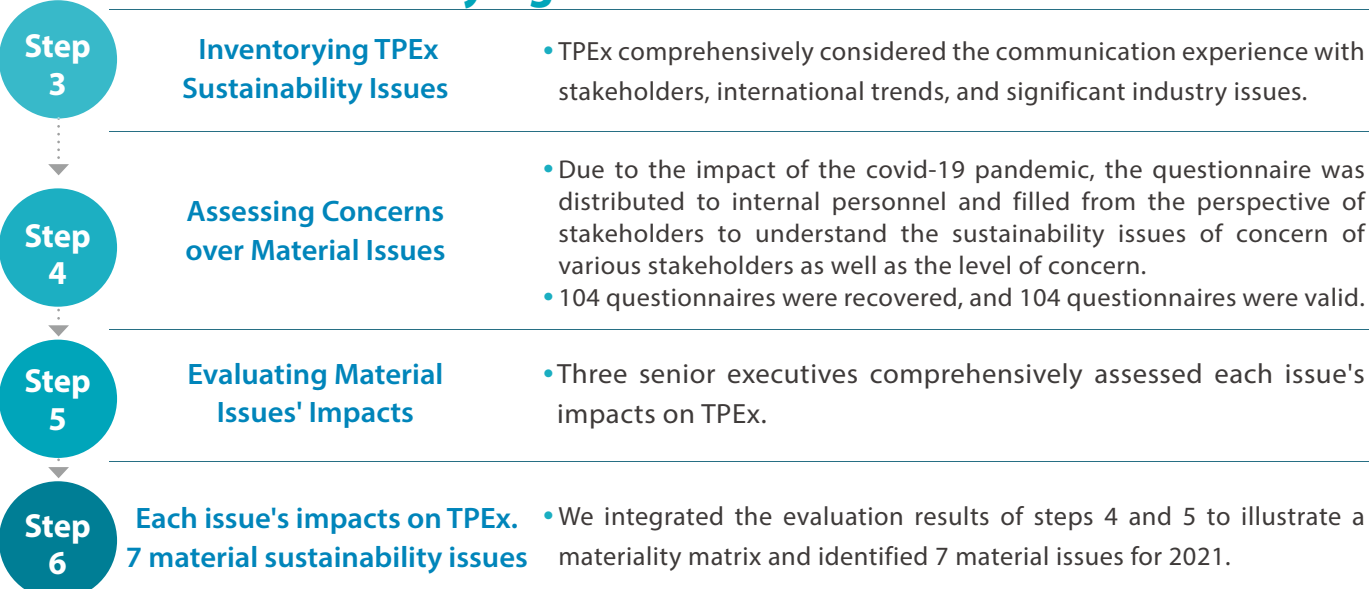 Step
3
Inventorying TPEx
Sustainability Issues
• TPEx comprehensively considered the communication experience with
stakeholders, international trends, and significant industry issues.
Step
4
Assessing Concerns
over Material Issues
• Due to the impact of the covid-19 pandemic, the questionnaire was
distributed to internal personnel and filled from the perspective of
stakeholders to understand the sustainability issues of concern of
various stakeholders as well as the level of concern.
• 104 questionnaires were recovered, and 104 questionnaires were valid.
Step
5
Evaluating Material
Issues' Impacts
• Three senior executives comprehensively assessed each issue's
impacts on TPEx.
Step
6
Each issue's impacts on TPEx.
7 material sustainability issues
• We integrated the evaluation results of steps 4 and 5 to illustrate a
materiality matrix and identified 7 material issues for 2021.